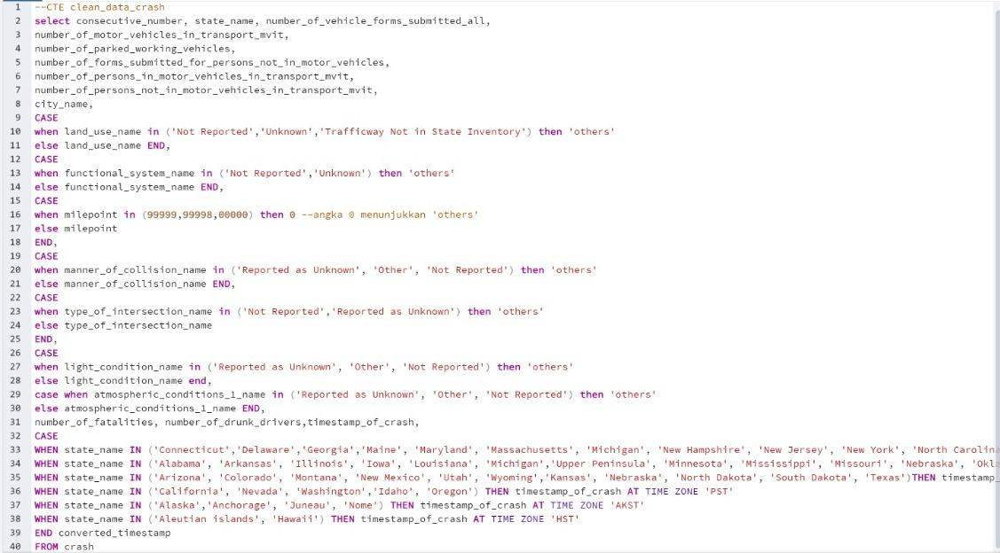 1 --CTE clean_data_crash
2 select consecutive_number, state_name, number_of_vehicle_forms_submitted_all,
3 number_of_motor_vehicles_in_transport_mvit,
4 number_of_parked_working_vehicles,
5 number_of_forms_submitted_for_persons_not_in_motor_vehicles,
6 number_of_persons_in_motor_vehicles_in_transport_mvit,
7 number_of_persons_not_in_motor_vehicles_in_transport_mvit,
8 city_name,
9 CASE
10 when land_use_name in ('Not Reported','Unknown','Trafficway Not in State Inventory') then 'others'
11 else land_use_name END,
12 CASE
13 when functional_system_name in ('Not Reported','Unknown') then 'others'
14 else functional_system_name END,
15 CASE
16 when milepoint in (99999,99998,00000) then 0 --angka 0 menunjukkan 'others'
17 else milepoint
18 END,
19 CASE
20 when manner_of_collision_name in ('Reported as Unknown', 'Other', 'Not Reported') then 'others'
21 else manner_of_collision_name END,
22 CASE
23 when type_of_intersection_name in ('Not Reported','Reported as Unknown') then 'others'
24 else type_of_intersection_name
25 END,
26 CASE
27 when light_condition_name in ('Reported as Unknown', 'Other', 'Not Reported') then 'others'
28 else light_condition_name end,
29 case when atmospheric_conditions_1_name in ('Reported as Unknown', 'Other', 'Not Reported') then 'others'
30 else atmospheric_conditions_1_name END,
31 number_of_fatalities, number_of_drunk_drivers,timestamp_of_crash,
32 CASE
33 WHEN state_name IN ('Connecticut','Delaware','Georgia','Maine', 'Maryland', 'Massachusetts', 'Michigan', 'New Hampshire', 'New Jersey', 'New York', 'North Carolina
34 WHEN state_name IN ('Alabama', 'Arkansas', 'Illinois', 'Iowa', 'Louisiana', 'Michigan','Upper Peninsula', 'Minnesota', 'Mississippi', 'Missouri', 'Nebraska', 'Okla
35 WHEN state_name IN ('Arizona', 'Colorado', 'Montana', 'New Mexico', 'Utah', 'Wyoming','Kansas', 'Nebraska', 'North Dakota', 'South Dakota', 'Texas')THEN timestamp_
36 WHEN state_name IN ('California', 'Nevada', 'Washington','Idaho', 'Oregon') THEN timestamp_of_crash AT TIME ZONE 'PST'
37 WHEN state_name IN ('Alaska','Anchorage', 'Juneau', 'Nome') THEN timestamp_of_crash AT TIME ZONE 'AKST'
38 WHEN state_name IN ('Aleutian islands', 'Hawaii') THEN timestamp_of_crash AT TIME ZONE 'HST'
39 END converted_timestamp
40 FROM crash